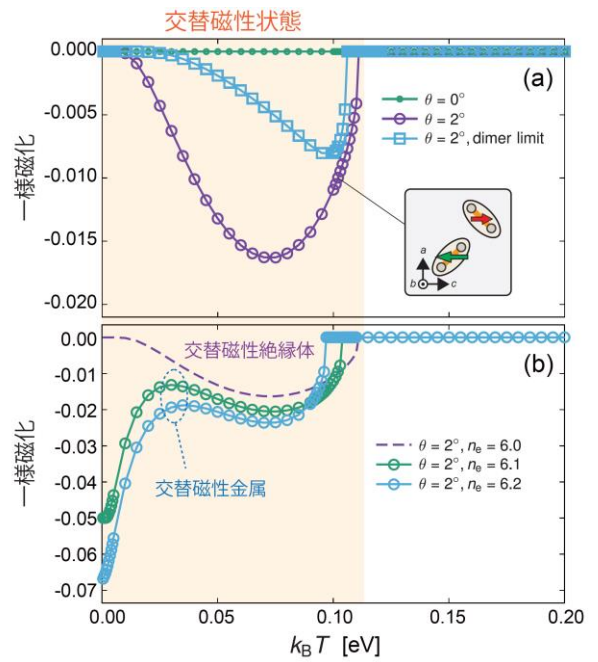 交替磁性状態
0.000
-0.005
-0.010
-0.015
-0.020
一様磁化
(a)
θ = 0°
θ = 2°
θ = 2°, dimer limit
a
b
c
0.00
-0.01
-0.02
-0.03
-0.04
-0.05
-0.06
-0.07
一様磁化
交替磁性絶縁体
(b)
交替磁性金属
θ = 2°, nₑ = 6.0
θ = 2°, nₑ = 6.1
θ = 2°, nₑ = 6.2
0.00 0.05 0.10 0.15 0.20
k_B T [eV]